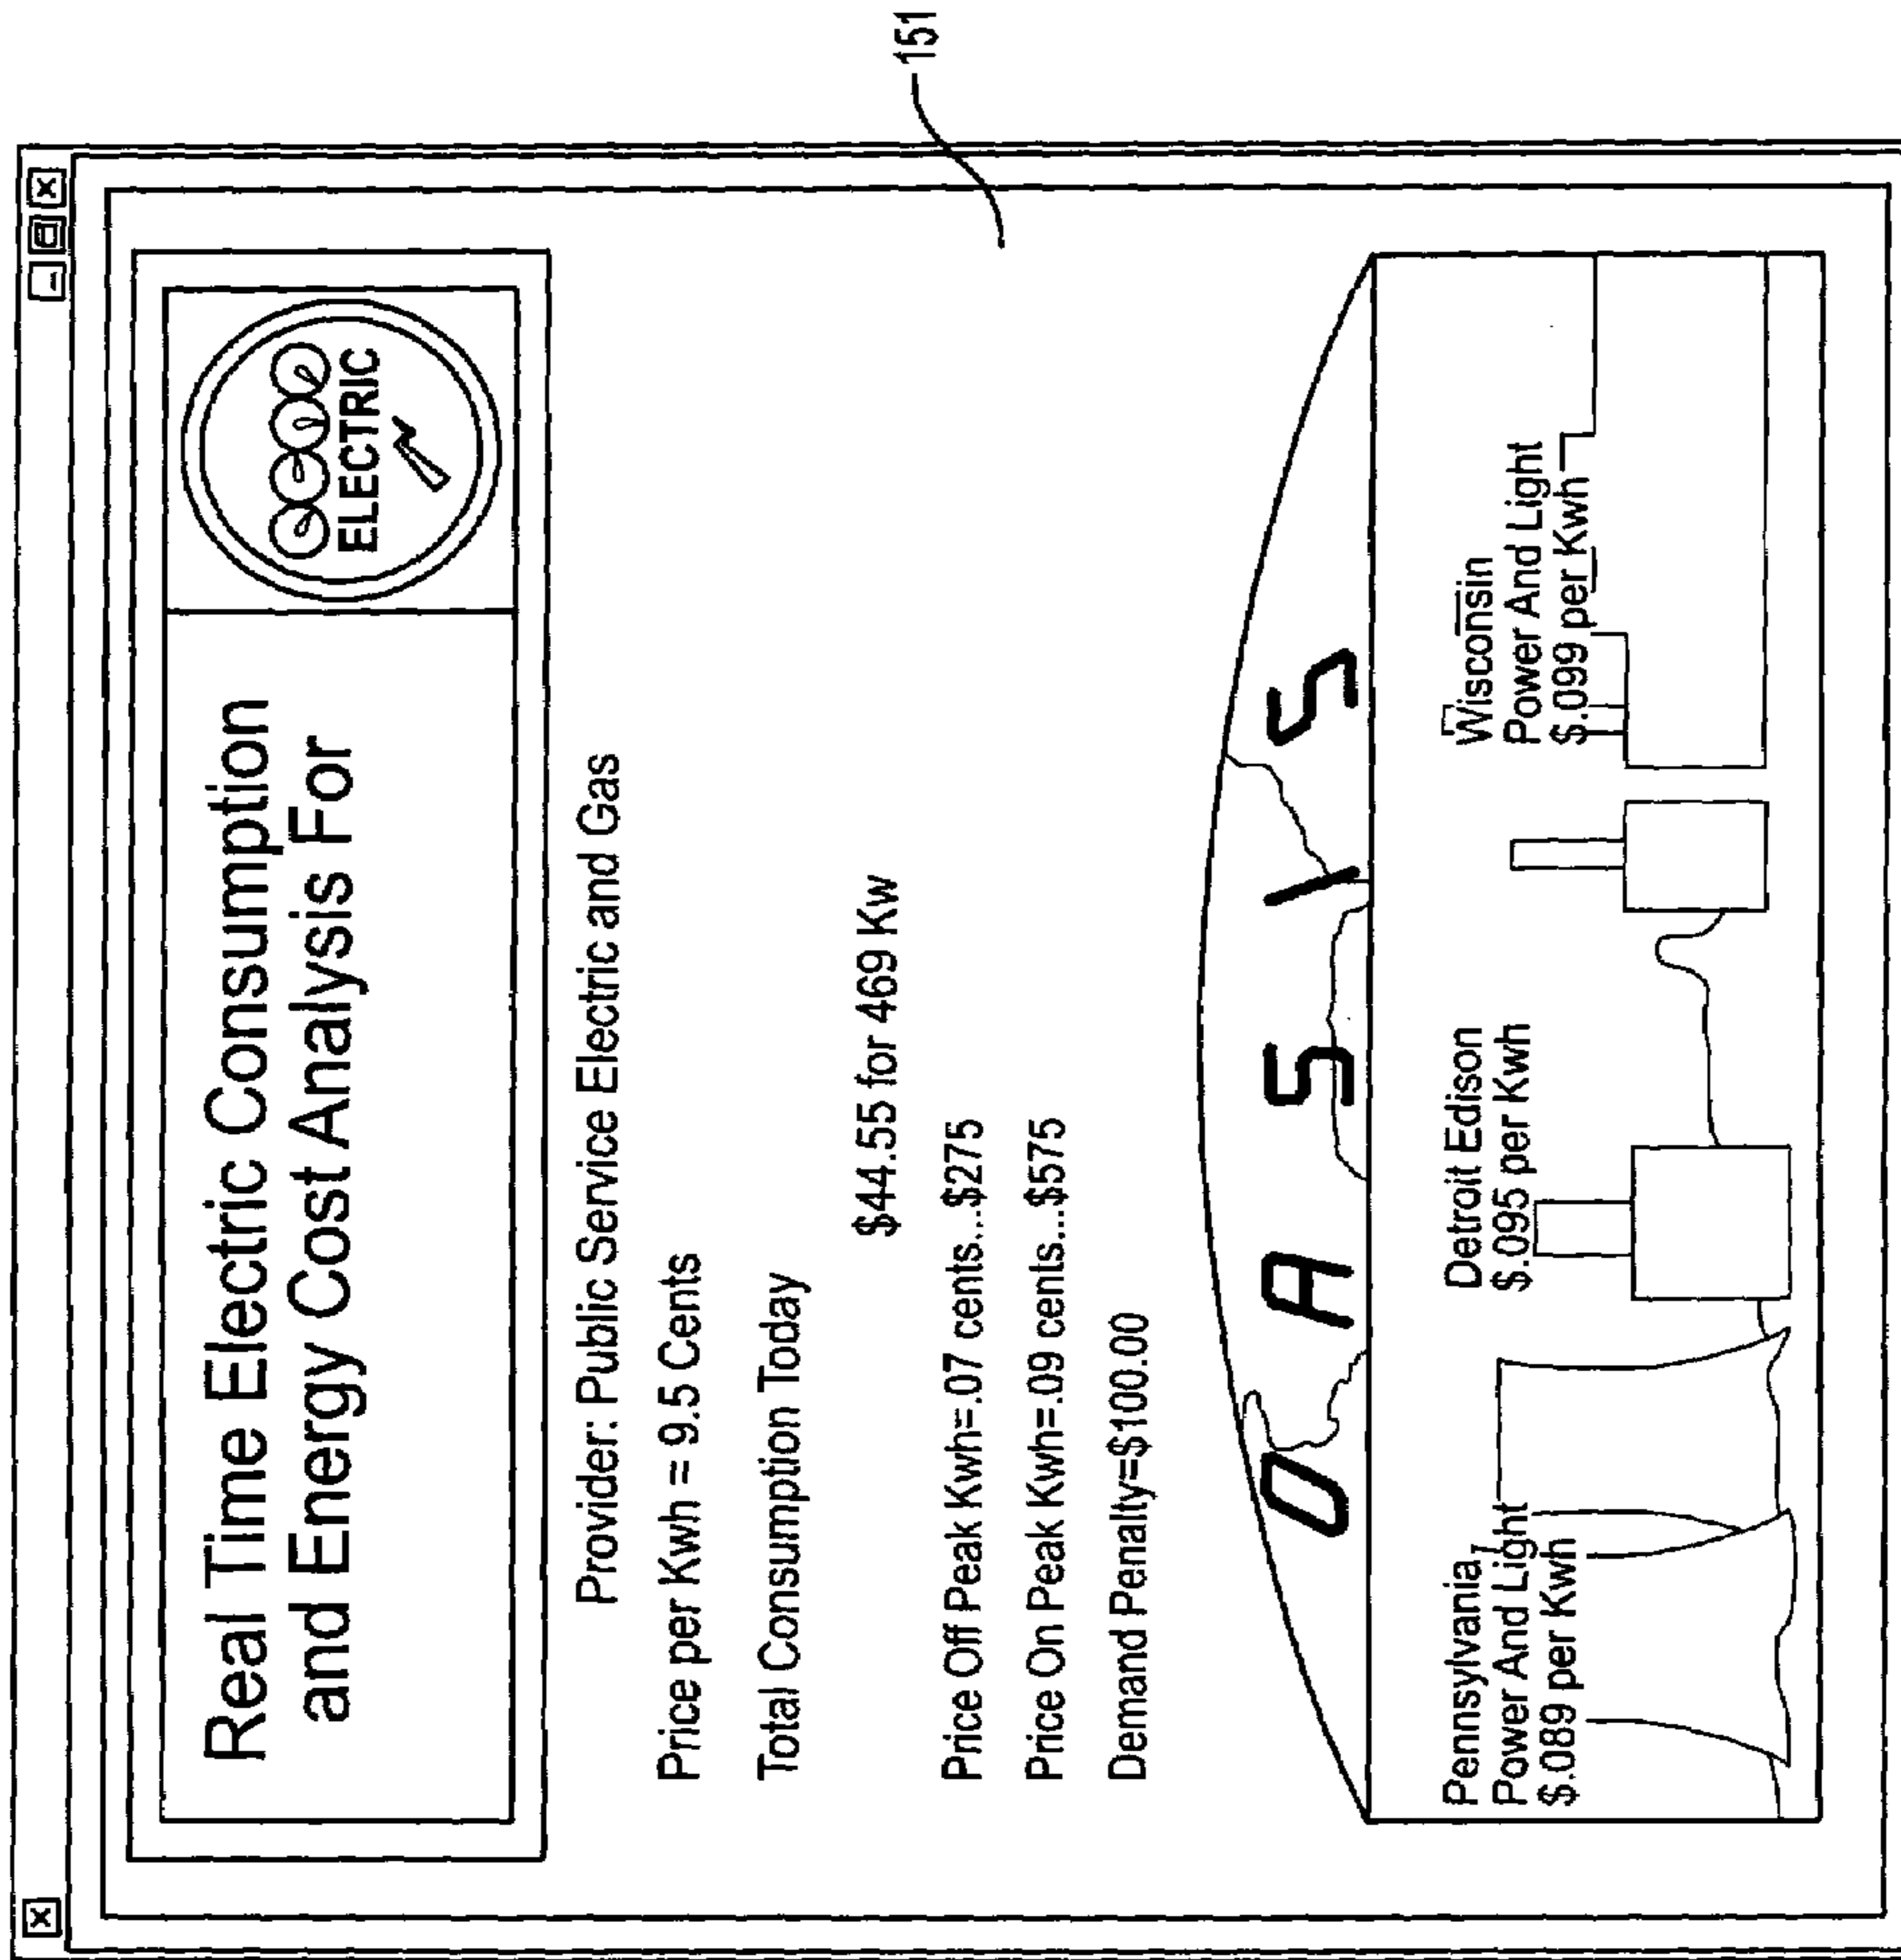 Real Time Electric Consumption
and Energy Cost Analysis For
ELECTRIC
Provider: Public Service Electric and Gas
Price per Kwh = 9.5 Cents
Total Consumption Today
$44.55 for 469 Kw
Price Off Peak Kwh=.07 cents...$275
Price On Peak Kwh=.09 cents...$575
Demand Penalty=$100.00
151
O A S I S
Pennsylvania
Power And Light
$.089 per Kwh
Detroit Edison
$.095 per Kwh
Wisconsin
Power And Light
$.099 per Kwh